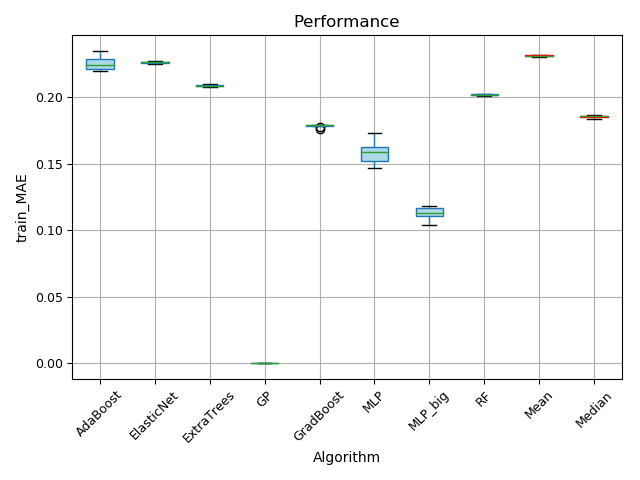 Performance
train_MAE
0.20
0.15
0.10
0.05
0.00
AdaBoost
ElasticNet
ExtraTrees
GP
GradBoost
MLP
MLP_big
RF
Mean
Median
Algorithm